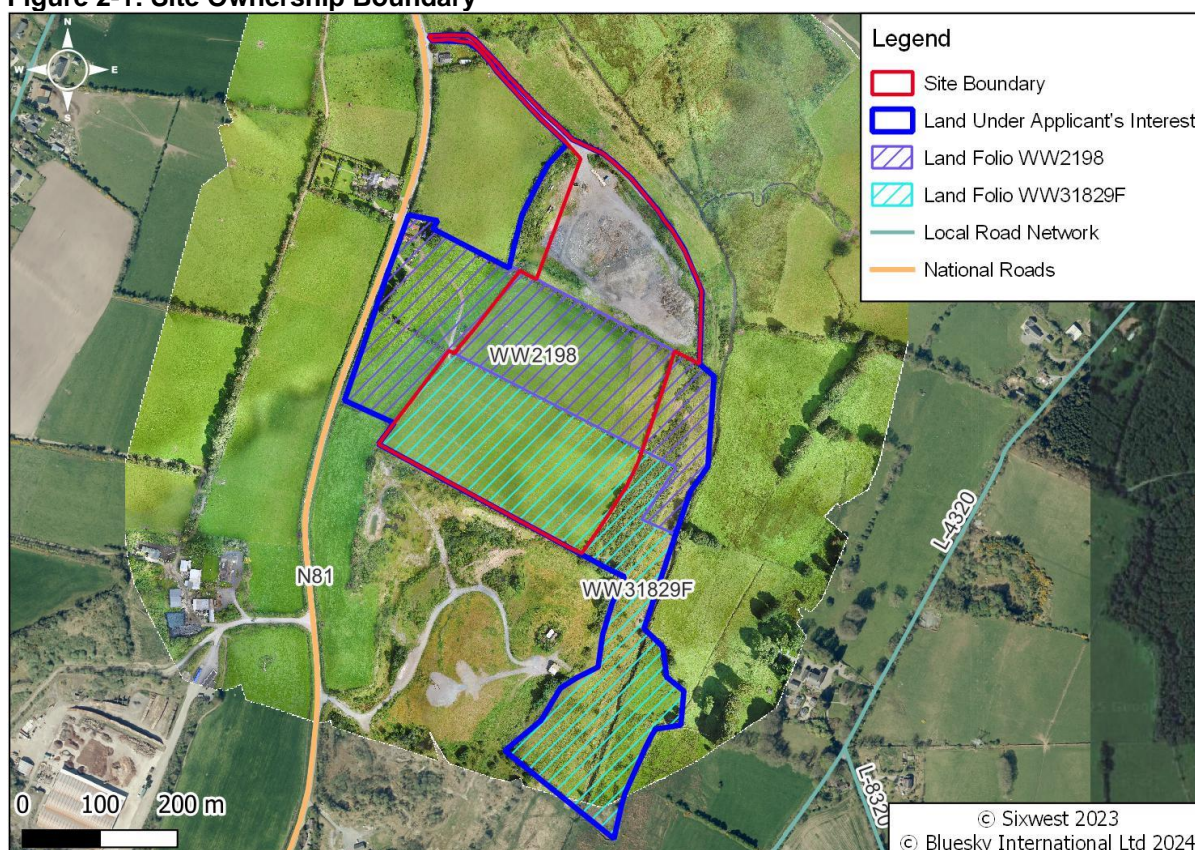 Figure 2-1: Site Ownership Boundary
N
W
E
S
Legend
Site Boundary
Land Under Applicant's Interest
Land Folio WW2198
Land Folio WW31829F
Local Road Network
National Roads
WW2198
L-4320
N81
WW31829F
L-8320
0 100 200 m
© Sixwest 2023
© Bluesky International Ltd 2024